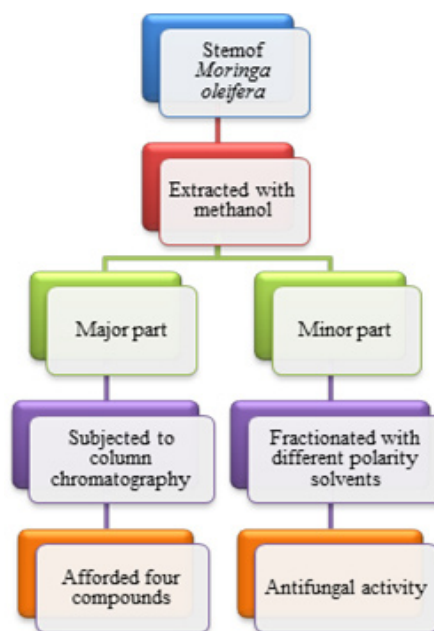 Stemof
Moringa
oleifera
Extracted with
methanol
Major part
Minor part
Subjected to
column
chromatography
Fractionated with
different polarity
solvents
Afforded four
compounds
Antifungal activity